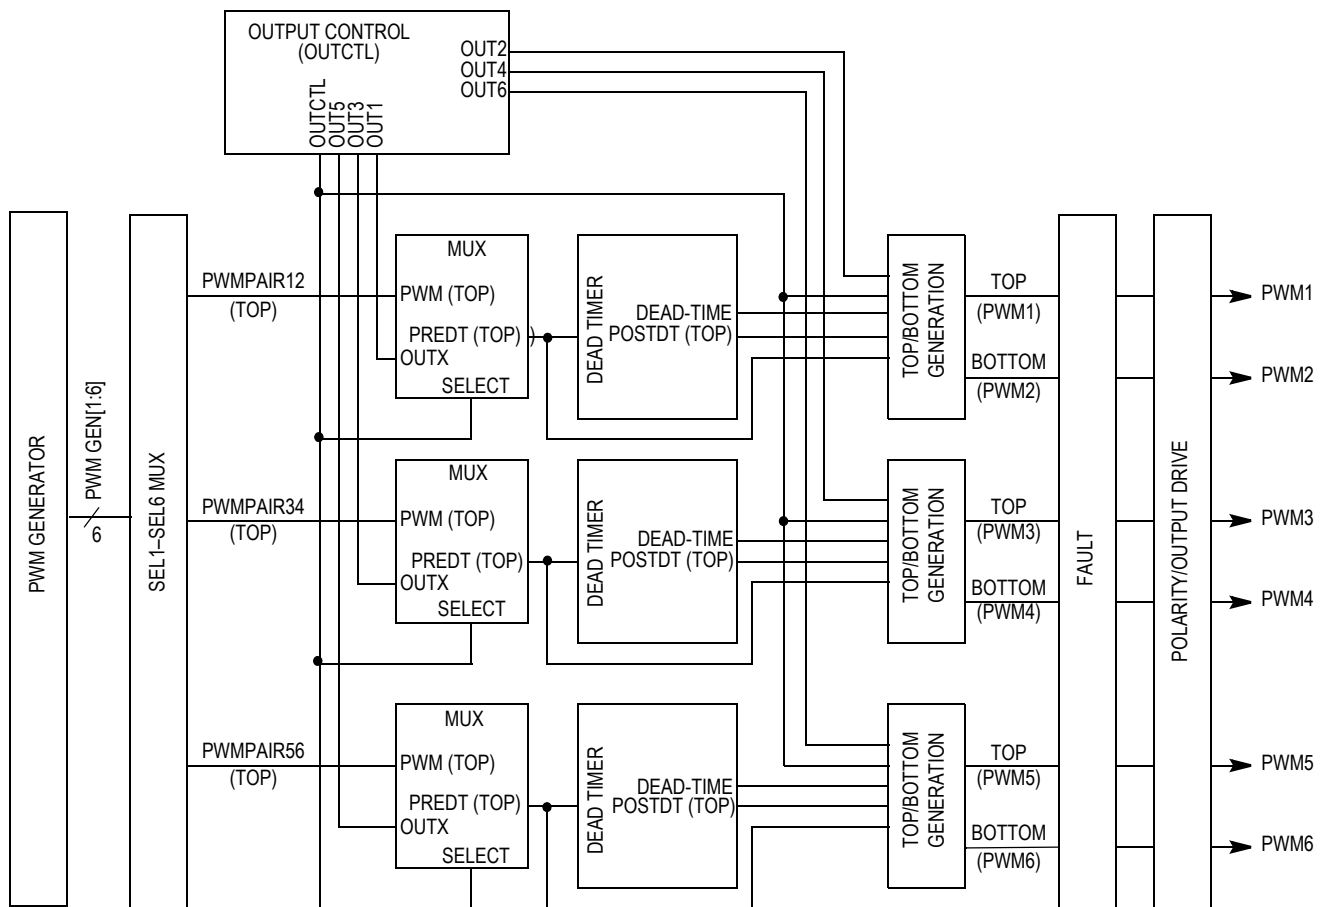 OUTPUT CONTROL
(OUTCTL)
OUT2
OUT4
OUT6
OUTCTL
OUT5
OUT3
OUT1
PWM GENERATOR
PWM GEN[1:6]
6
SEL1–SEL6 MUX
PWMPAIR12
(TOP)
MUX
PWM (TOP)
PREDT (TOP) )
OUTX
SELECT
DEAD TIMER
DEAD-TIME
POSTDT (TOP)
TOP/BOTTOM
GENERATION
TOP
(PWM1)
BOTTOM
(PWM2)
PWMPAIR34
(TOP)
MUX
PWM (TOP)
PREDT (TOP)
OUTX
SELECT
DEAD TIMER
DEAD-TIME
POSTDT (TOP)
TOP/BOTTOM
GENERATION
TOP
(PWM3)
BOTTOM
(PWM4)
PWMPAIR56
(TOP)
MUX
PWM (TOP)
PREDT (TOP)
OUTX
SELECT
DEAD TIMER
DEAD-TIME
POSTDT (TOP)
TOP/BOTTOM
GENERATION
TOP
(PWM5)
BOTTOM
(PWM6)
FAULT
POLARITY/OUTPUT DRIVE
PWM1
PWM2
PWM3
PWM4
PWM5
PWM6